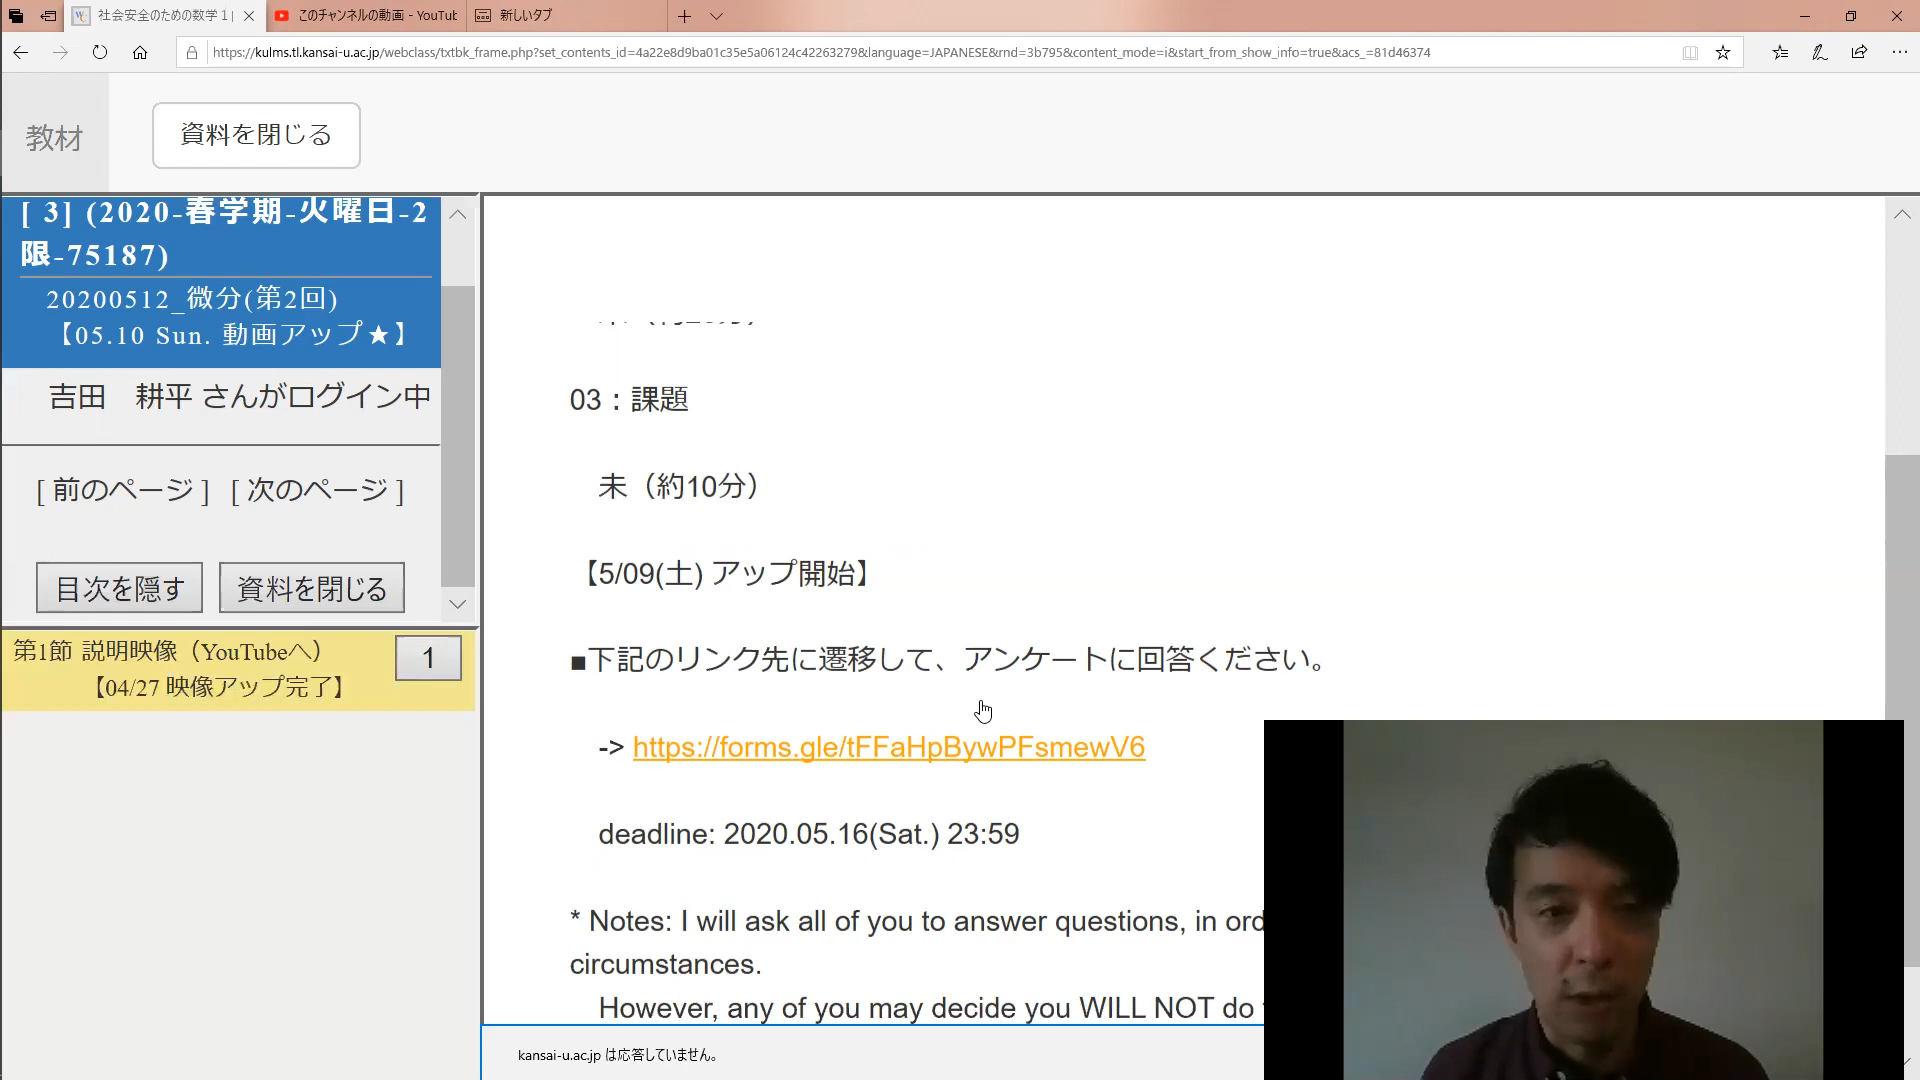 社会安全のための数学 1 |
このチャンネルの動画 - YouTub
新しいタブ
https://kulms.tl.kansai-u.ac.jp/webclass/txtbk_frame.php?set_contents_id=4a22e8d9ba01c35e5a06124c42263279&language=JAPANESE&rnd=3b795&content_mode=i&start_from_show_info=true&acs_=81d46374
教材
資料を閉じる
[ 3] (2020-春学期-火曜日-2
限-75187)
20200512_微分(第2回)
【05.10 Sun. 動画アップ★】
吉田　耕平 さんがログイン中
[ 前のページ ] [ 次のページ ]
目次を隠す 資料を閉じる
第1節 説明映像（YouTubeへ） 1
【04/27 映像アップ完了】
03：課題
未（約10分）
【5/09(土) アップ開始】
■下記のリンク先に遷移して、アンケートに回答ください。
-> https://forms.gle/tFFaHpBywPFsmewV6
deadline: 2020.05.16(Sat.) 23:59
* Notes: I will ask all of you to answer questions, in ord
circumstances.
However, any of you may decide you WILL NOT do
kansai-u.ac.jp は応答していません。